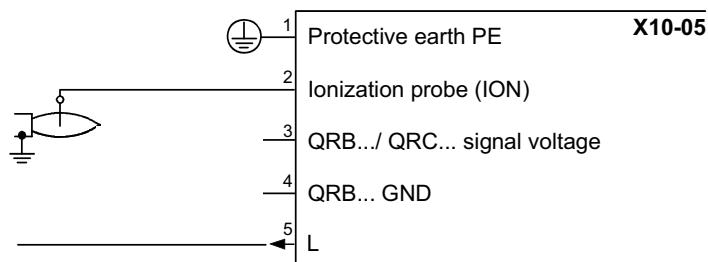 X10-05
1 Protective earth PE
2 Ionization probe (ION)
3 QRB.../ QRC... signal voltage
4 QRB... GND
5 L